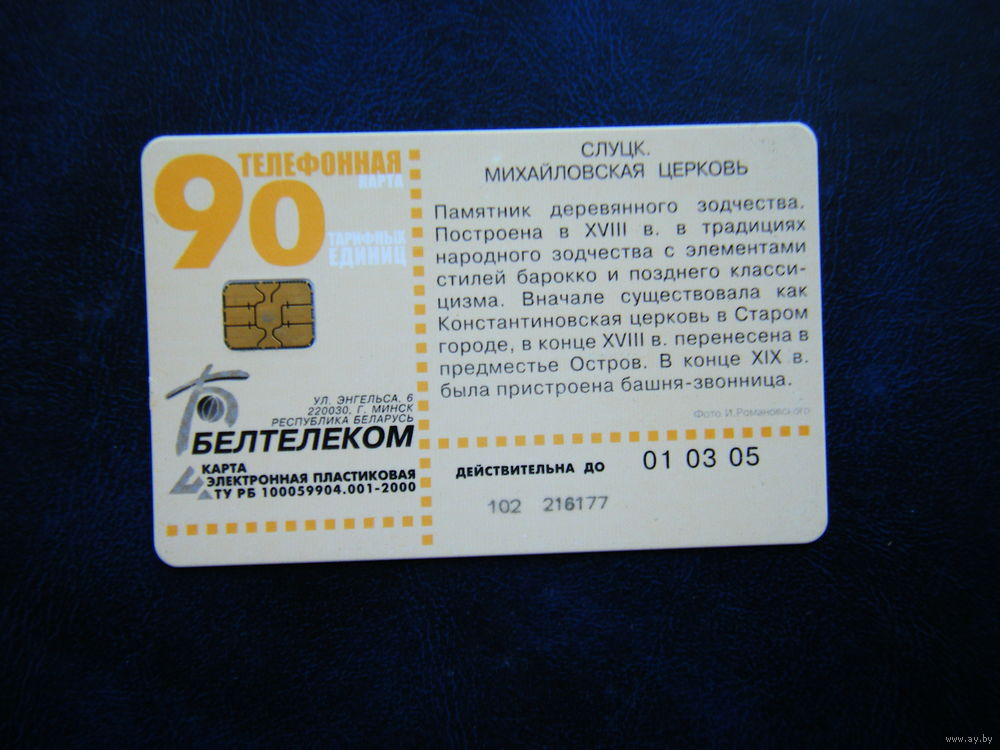 90
ТЕЛЕФОННАЯ
КАРТА
ТАРИФНЫХ
ЕДИНИЦ
УЛ. ЭНГЕЛЬСА, 6
220030, Г. МИНСК
РЕСПУБЛИКА БЕЛАРУСЬ
БЕЛТЕЛЕКОМ
КАРТА
ЭЛЕКТРОННАЯ ПЛАСТИКОВАЯ
ТУ РБ 100059904.001-2000
СЛУЦК.
МИХАЙЛОВСКАЯ ЦЕРКОВЬ
Памятник деревянного зодчества.
Построена в XVIII в. в традициях
народного зодчества с элементами
стилей барокко и позднего класси-
цизма. Вначале существовала как
Константиновская церковь в Старом
городе, в конце XVIII в. перенесена в
предместье Остров. В конце XIX в.
была пристроена башня-звонница.
Фото И.Романовского
ДЕЙСТВИТЕЛЬНА ДО 01 03 05
102 216177
www.ay.by